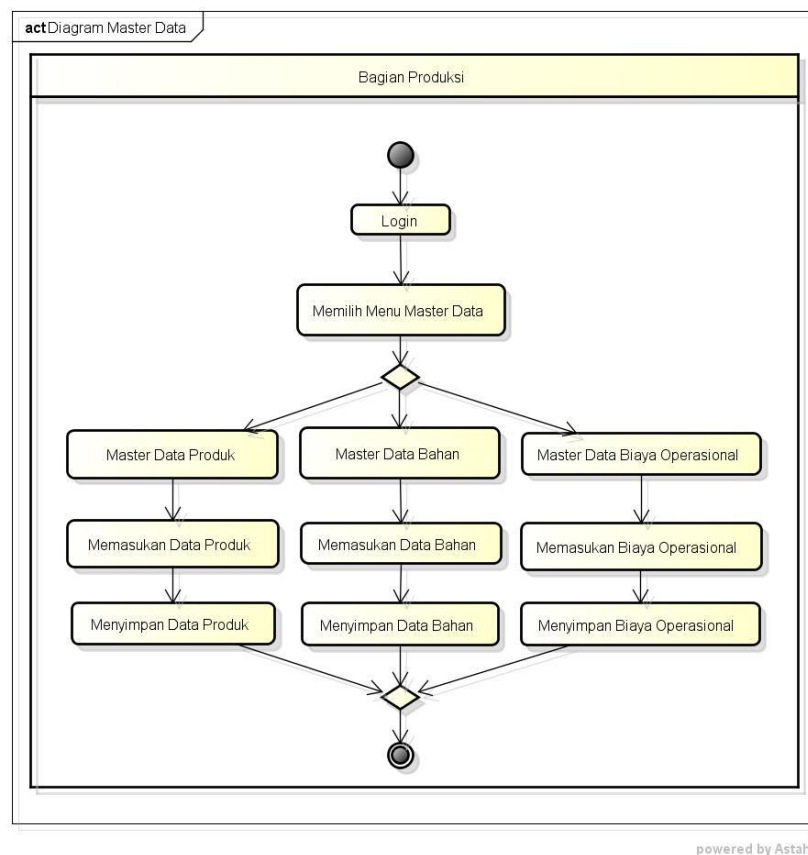 act Diagram Master Data
Bagian Produksi
Login
Memilih Menu Master Data
Master Data Produk
Master Data Bahan
Master Data Biaya Operasional
Memasukan Data Produk
Memasukan Data Bahan
Memasukan Biaya Operasional
Menyimpan Data Produk
Menyimpan Data Bahan
Menyimpan Biaya Operasional
powered by Astah